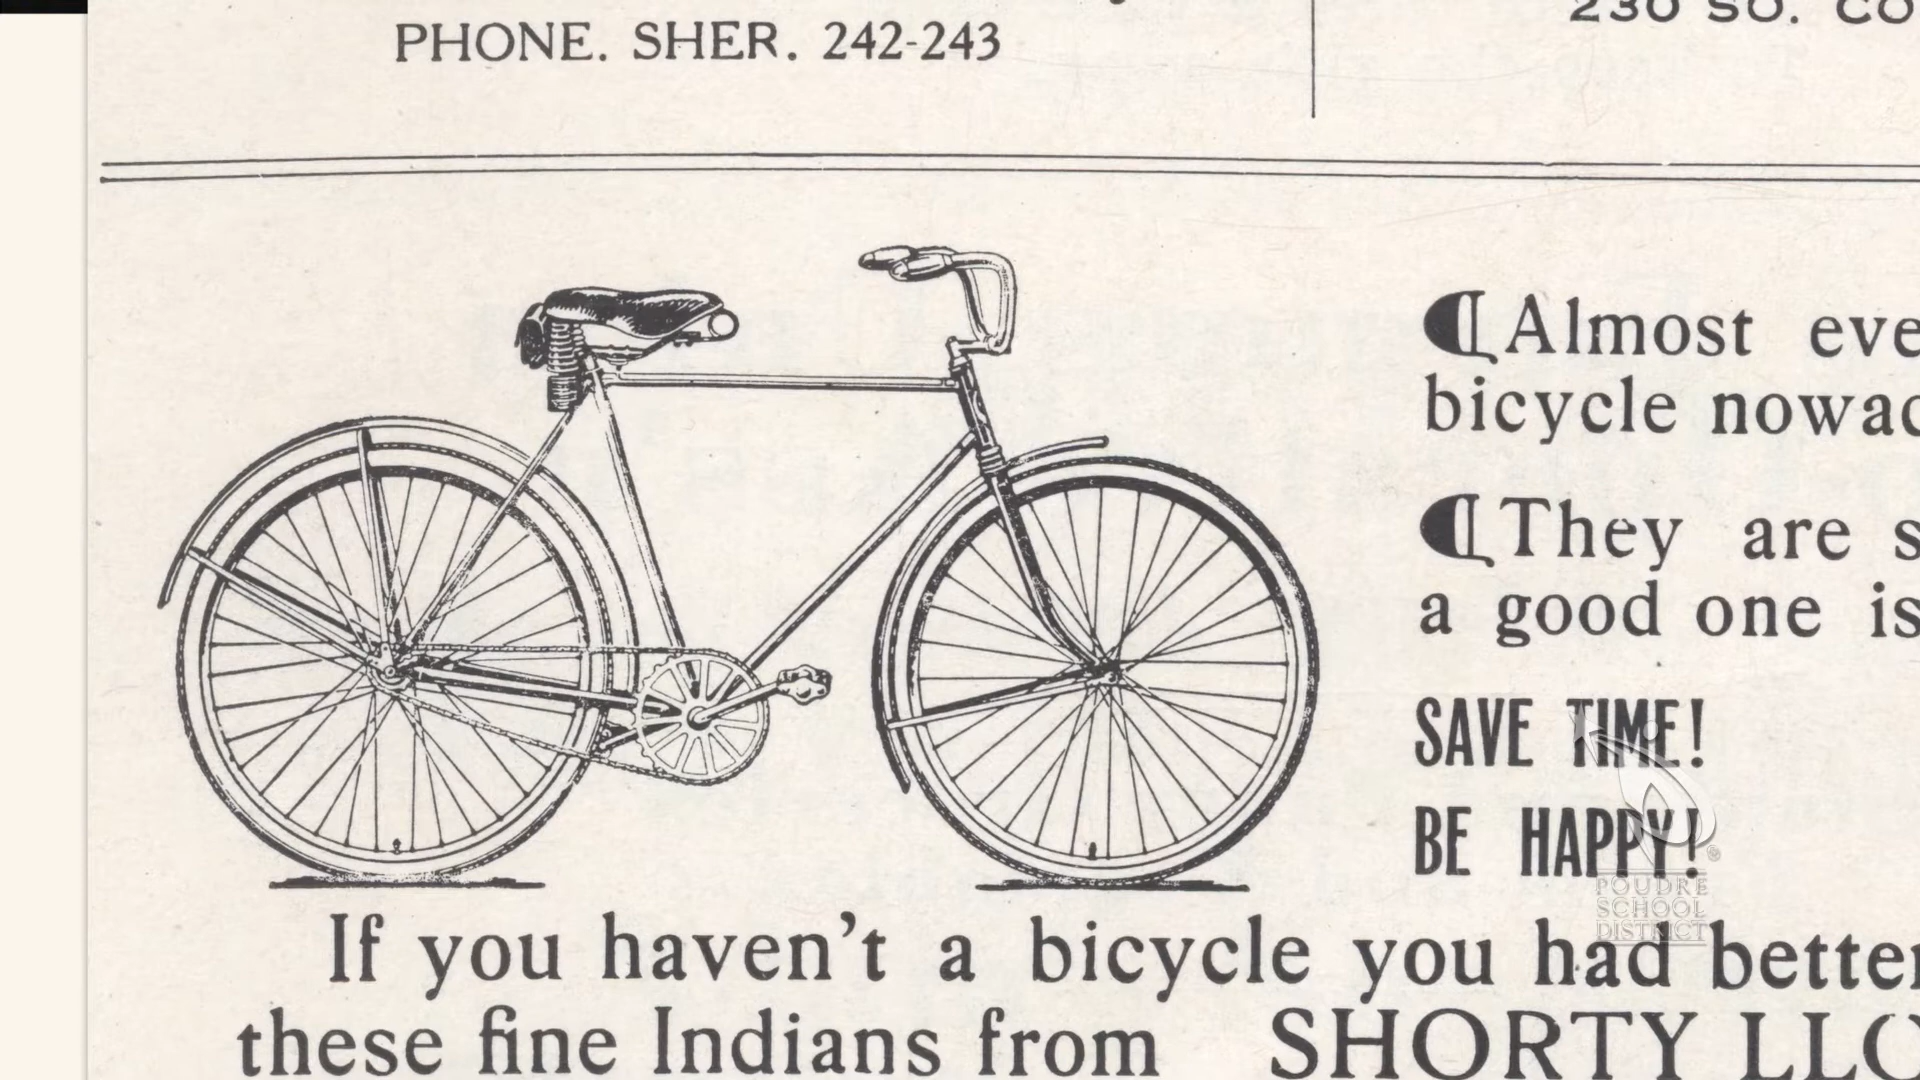 PHONE. SHER. 242-243
230 SO. CO
¶Almost eve
bicycle nowad
¶They are s
a good one is
SAVE TIME!
BE HAPPY!
POUDRE
SCHOOL
DISTRICT
If you haven't a bicycle you had better
these fine Indians from SHORTY LLO